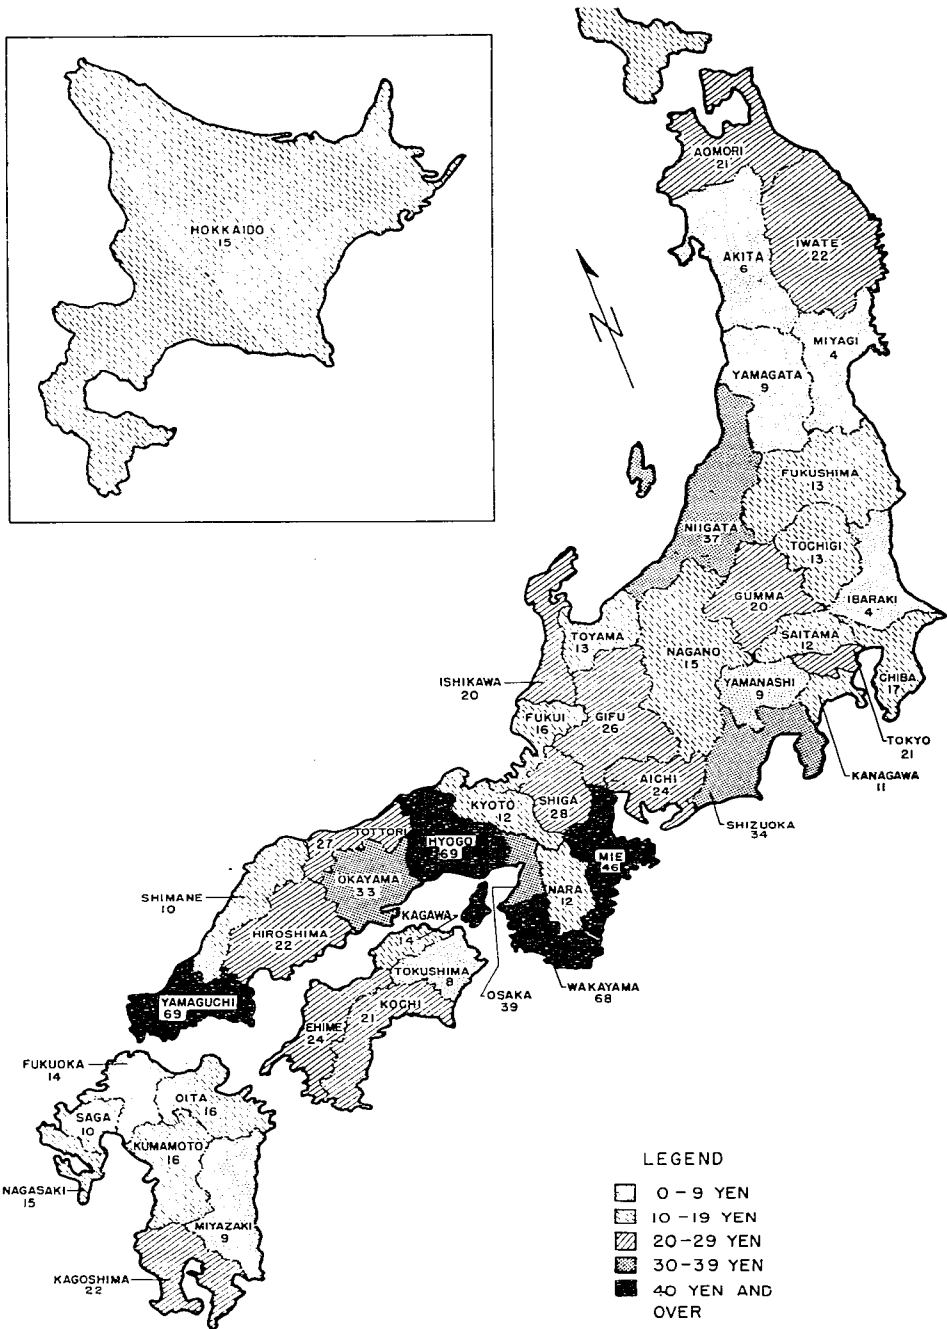 HOKKAIDO
15
AOMORI
21
IWATE
22
AKITA
6
MIYAGI
4
YAMAGATA
9
N
FUKUSHIMA
13
NIIGATA
37
TOCHIGI
13
GUMMA
20
IBARAKI
4
TOYAMA
13
NAGANO
15
SAITAMA
12
ISHIKAWA
20
YAMANASHI
9
CHIBA
17
FUKUI
16
GIFU
26
TOKYO
21
KANAGAWA
11
AICHI
24
SHIZUOKA
34
KYOTO
12
SHIGA
28
TOTTORI
27
HYOGO
69
MIE
46
OKAYAMA
33
NARA
12
SHIMANE
10
HIROSHIMA
22
KAGAWA
14
TOKUSHIMA
8
OSAKA
39
WAKAYAMA
68
YAMAGUCHI
69
KOCHI
21
EHIME
24
FUKUOKA
14
OITA
16
SAGA
10
KUMAMOTO
16
NAGASAKI
15
MIYAZAKI
9
KAGOSHIMA
22
LEGEND
0-9 YEN
10-19 YEN
20-29 YEN
30-39 YEN
40 YEN AND
OVER